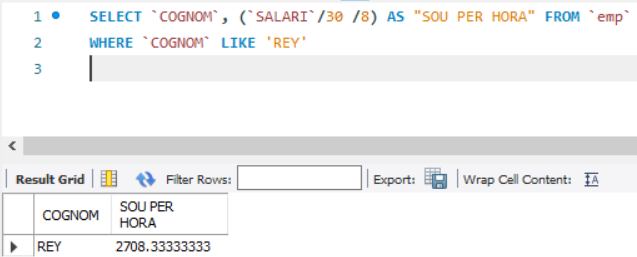 1 SELECT `COGNOM`, (`SALARI`/30 /8) AS "SOU PER HORA" FROM `emp`
2 WHERE `COGNOM` LIKE 'REY'
3
Result Grid Filter Rows: Export: Wrap Cell Content:
COGNOM SOU PER HORA
REY 2708.33333333